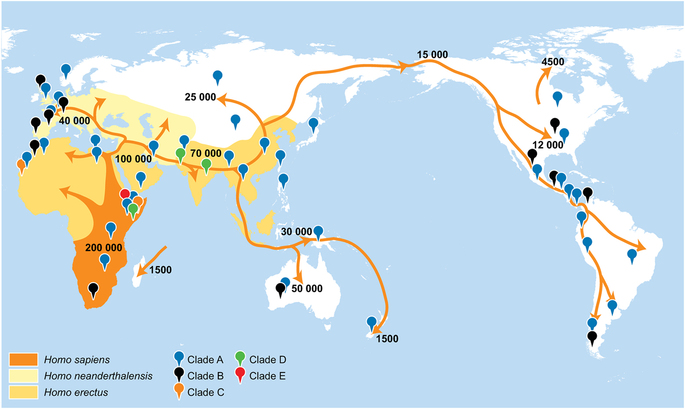 15 000
4500
25 000
40 000
12 000
100 000
70 000
30 000
200 000
1500
50 000
1500
Homo sapiens
Homo neanderthalensis
Homo erectus
Clade A
Clade B
Clade C
Clade D
Clade E